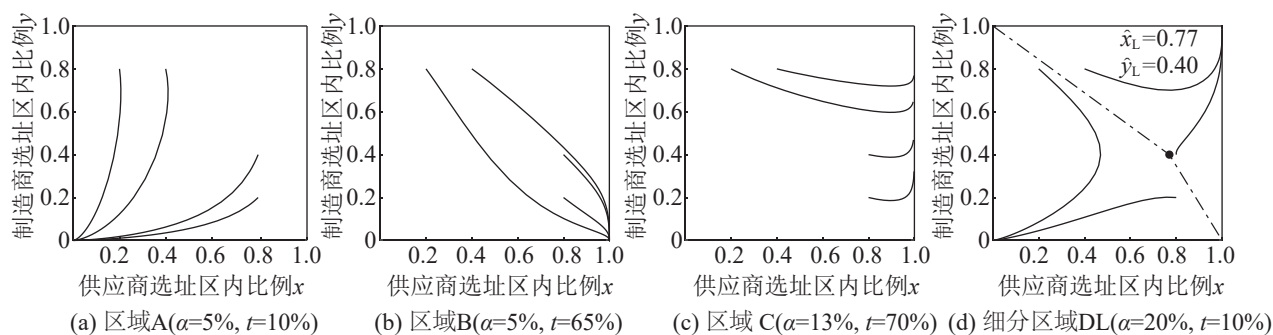 制造商选址区内比例y
1.0
0.8
0.6
0.4
0.2
0
0.2 0.4 0.6 0.8 1.0
供应商选址区内比例x
(a) 区域A(α=5%, t=10%)
制造商选址区内比例y
1.0
0.8
0.6
0.4
0.2
0
0.2 0.4 0.6 0.8 1.0
供应商选址区内比例x
(b) 区域B(α=5%, t=65%)
制造商选址区内比例y
1.0
0.8
0.6
0.4
0.2
0
0.2 0.4 0.6 0.8 1.0
供应商选址区内比例x
(c) 区域 C(α=13%, t=70%)
制造商选址区内比例y
1.0
0.8
0.6
0.4
0.2
0
x̂L=0.77
ŷL=0.40
0.2 0.4 0.6 0.8 1.0
供应商选址区内比例x
(d) 细分区域DL(α=20%, t=10%)